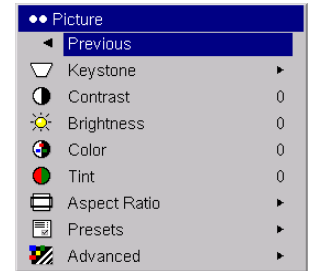 Picture
Previous
Keystone
Contrast 0
Brightness 0
Color 0
Tint 0
Aspect Ratio
Presets
Advanced